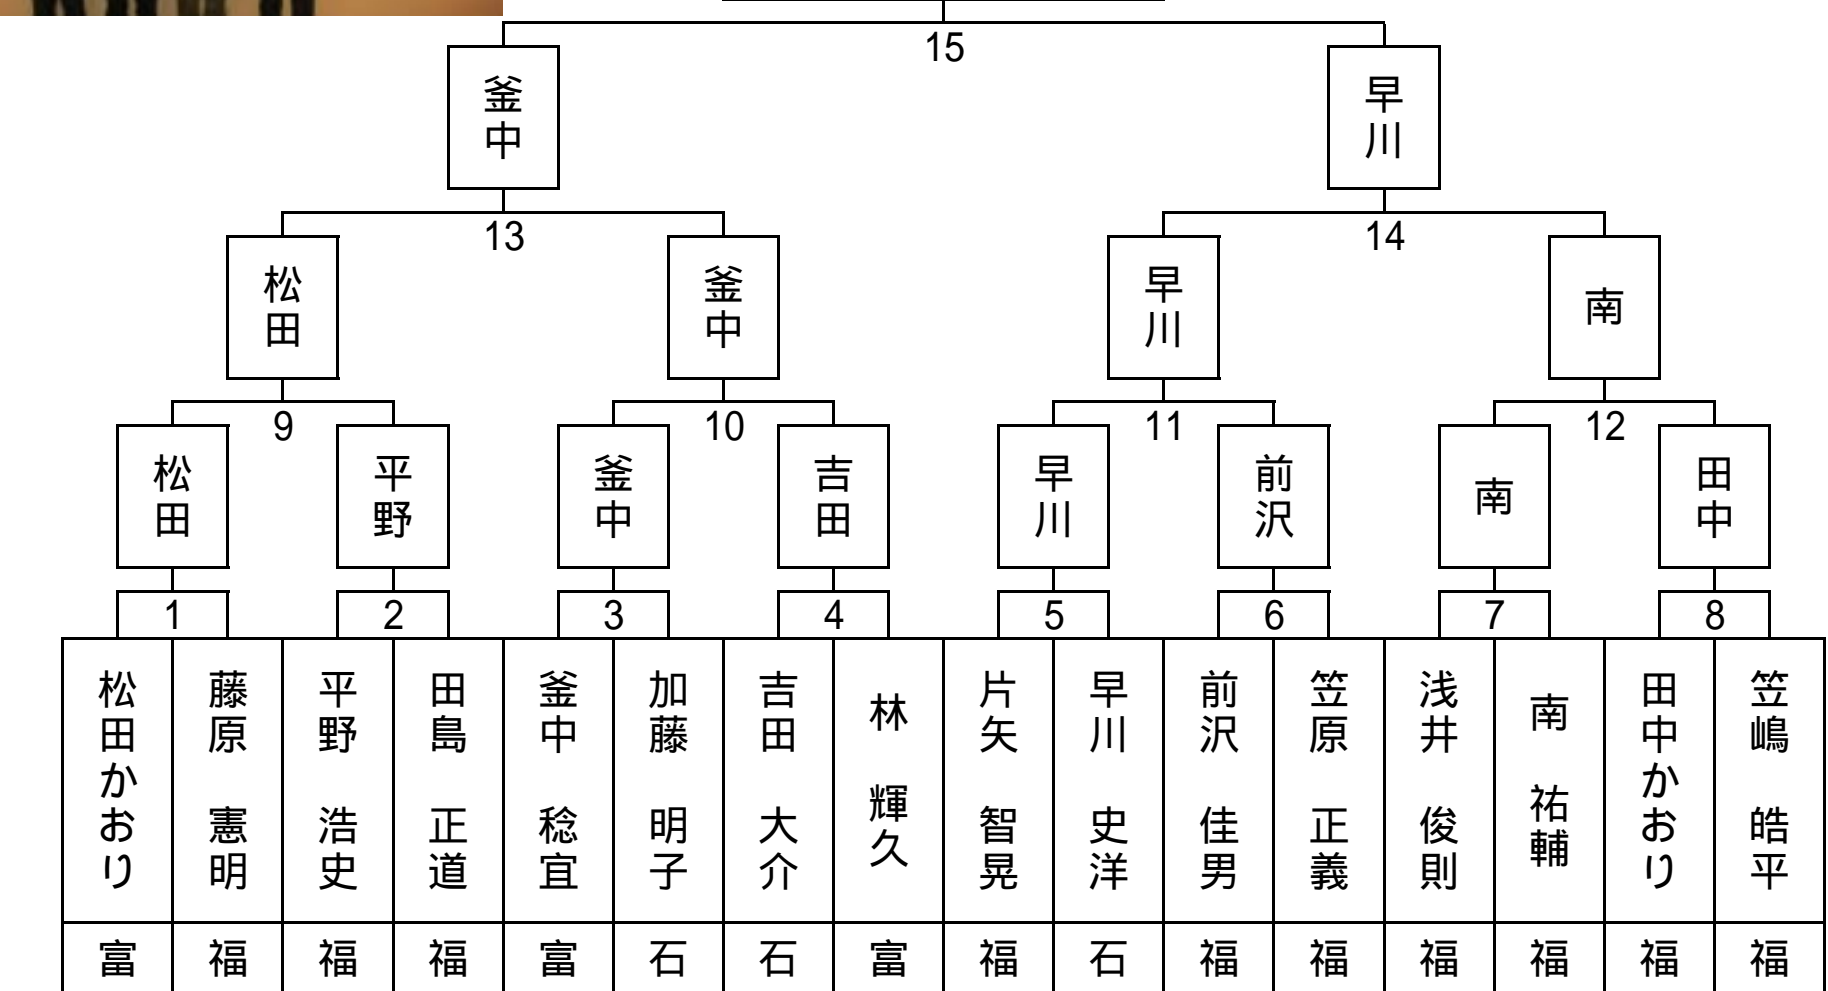 15
釜中
早川
13
14
松田
釜中
早川
南
9
10
11
12
松田
平野
釜中
吉田
早川
前沢
南
田中
1
2
3
4
5
6
7
8
松田かおり
藤原 憲明
平野 浩史
田島 正道
釜中 稔宜
加藤 明子
吉田 大介
林 輝久
片矢 智晃
早川 史洋
前沢 佳男
笠原 正義
浅井 俊則
南 祐輔
田中かおり
笠嶋 皓平
富
福
福
福
富
石
石
富
福
石
福
福
福
福
福
福